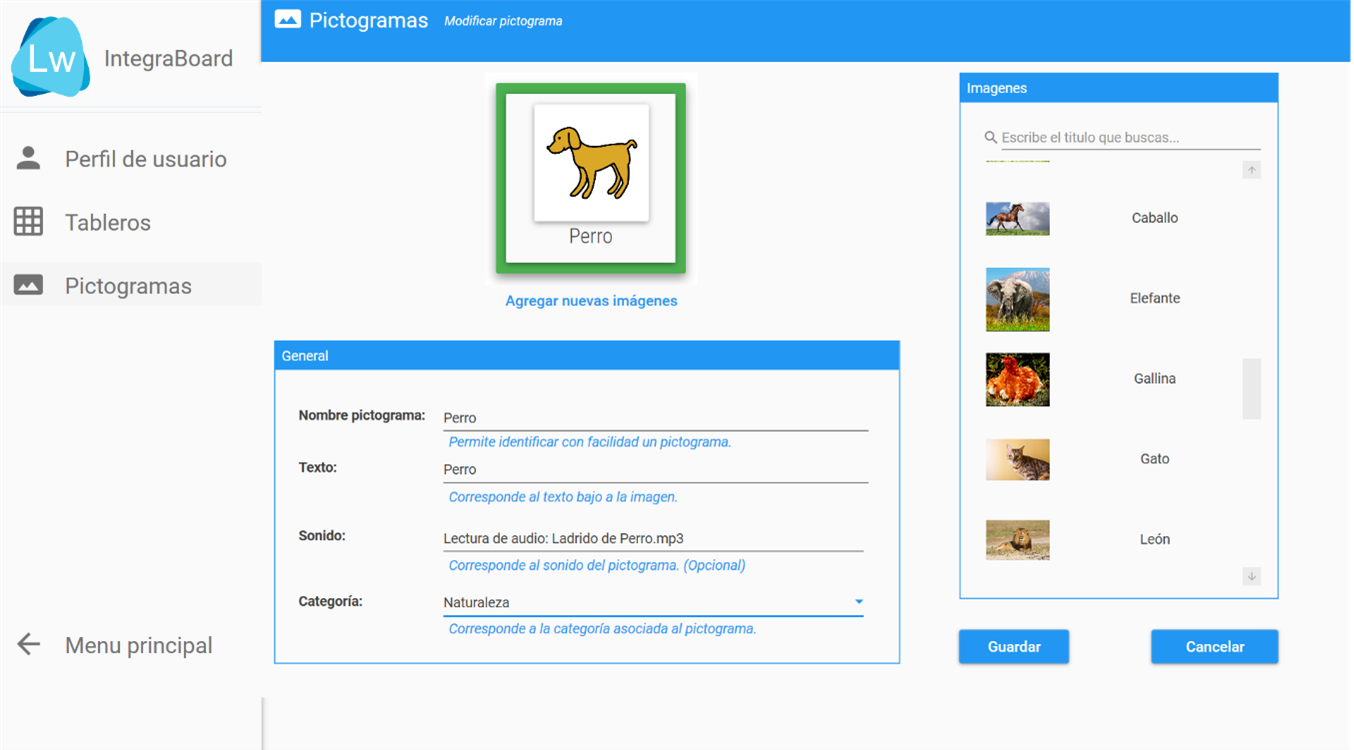 Lw
IntegraBoard
Perfil de usuario
Tableros
Pictogramas
Menu principal
Pictogramas Modificar pictograma
Perro
Agregar nuevas imágenes
General
Nombre pictograma: Perro
Permite identificar con facilidad un pictograma.
Texto: Perro
Corresponde al texto bajo a la imagen.
Sonido: Lectura de audio: Ladrido de Perro.mp3
Corresponde al sonido del pictograma. (Opcional)
Categoría: Naturaleza
Corresponde a la categoría asociada al pictograma.
Imagenes
Escribe el titulo que buscas...
Caballo
Elefante
Gallina
Gato
León
Guardar Cancelar